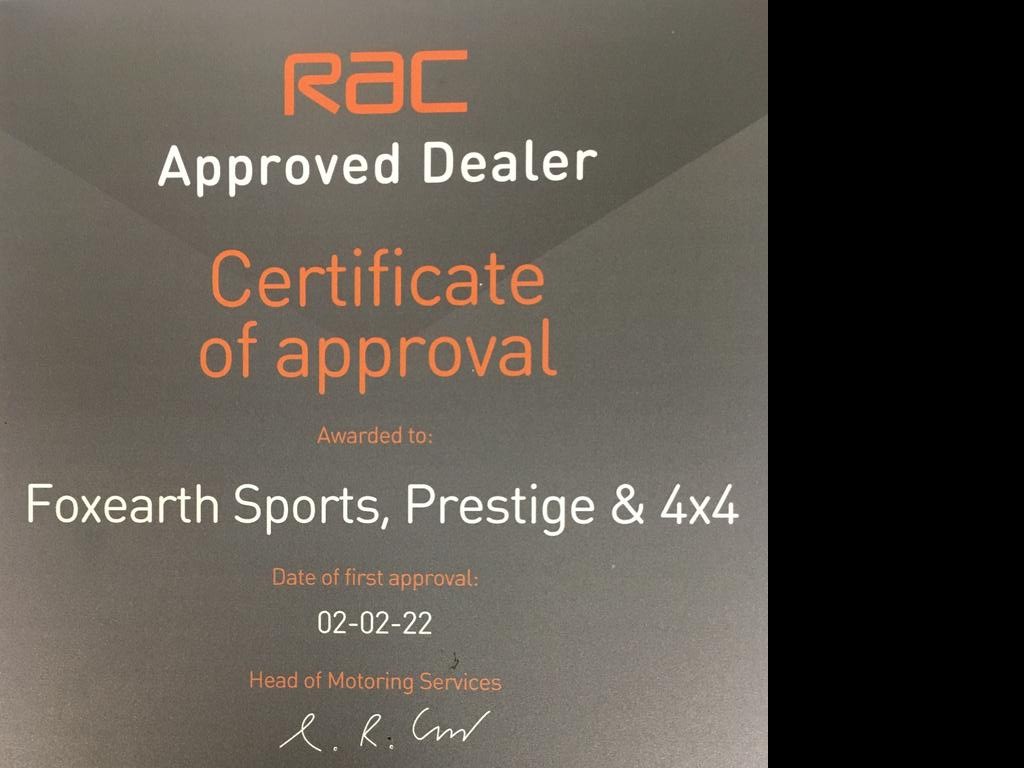 RAC
Approved Dealer
Certificate
of approval
Awarded to:
Foxearth Sports, Prestige & 4x4
Date of first approval:
02-02-22
Head of Motoring Services